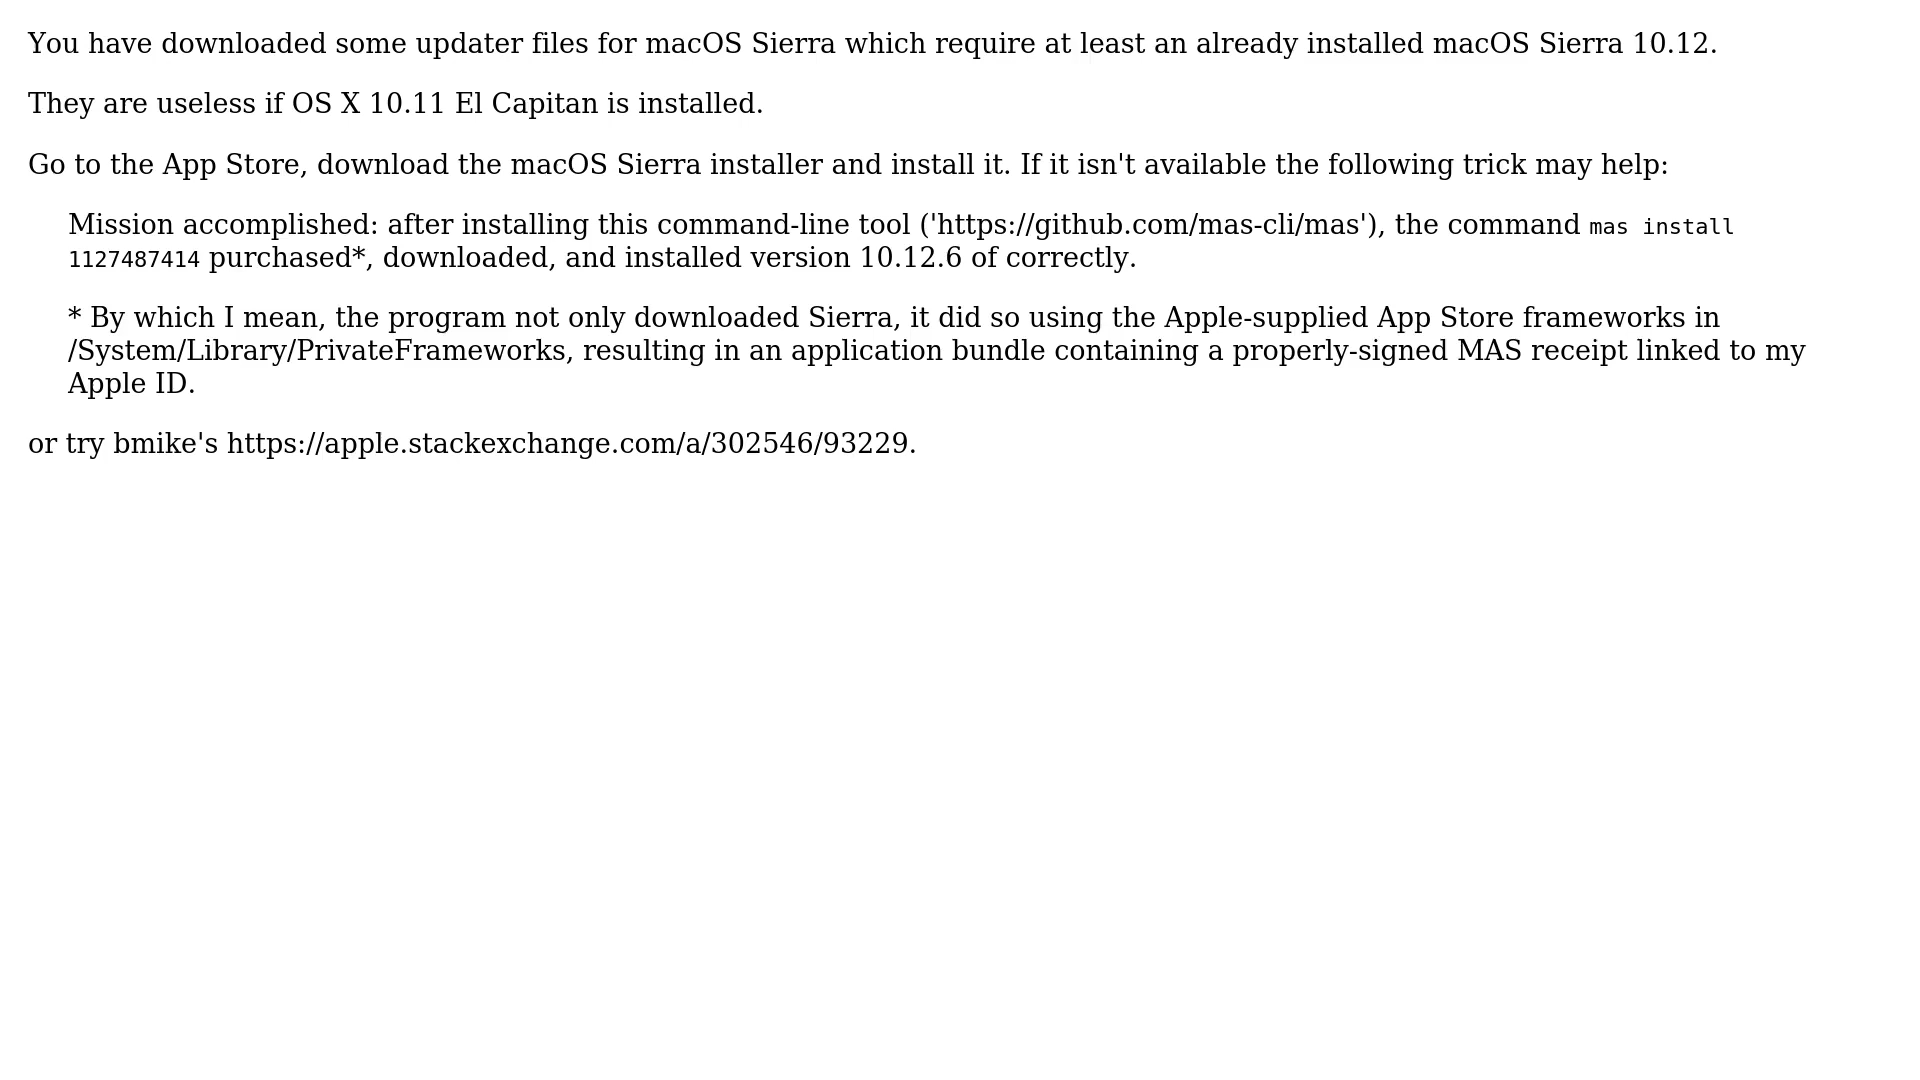 You have downloaded some updater files for macOS Sierra which require at least an already installed macOS Sierra 10.12.
They are useless if OS X 10.11 El Capitan is installed.
Go to the App Store, download the macOS Sierra installer and install it. If it isn't available the following trick may help:
Mission accomplished: after installing this command-line tool ('https://github.com/mas-cli/mas'), the command mas install
1127487414 purchased*, downloaded, and installed version 10.12.6 of correctly.
* By which I mean, the program not only downloaded Sierra, it did so using the Apple-supplied App Store frameworks in
/System/Library/PrivateFrameworks, resulting in an application bundle containing a properly-signed MAS receipt linked to my
Apple ID.
or try bmike's https://apple.stackexchange.com/a/302546/93229.